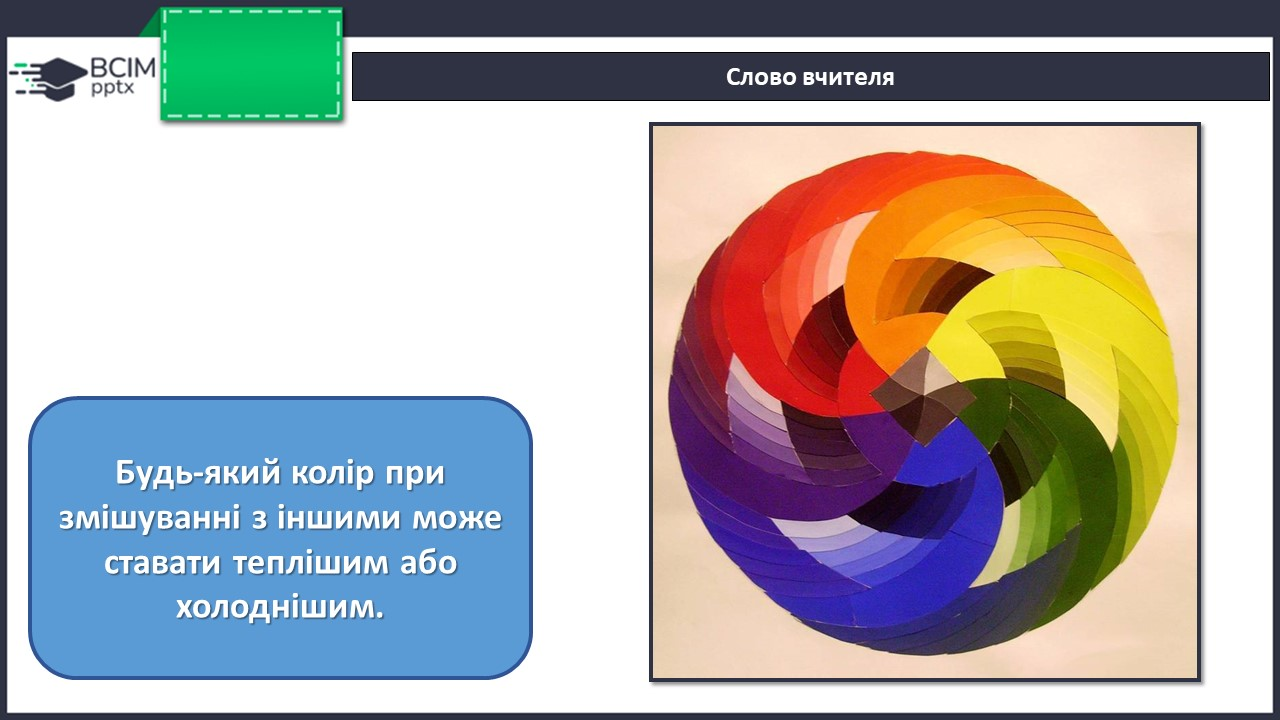 ВСІМ
pptx
Слово вчителя
Будь-який колір при
змішуванні з іншими може
ставати теплішим або
холоднішим.